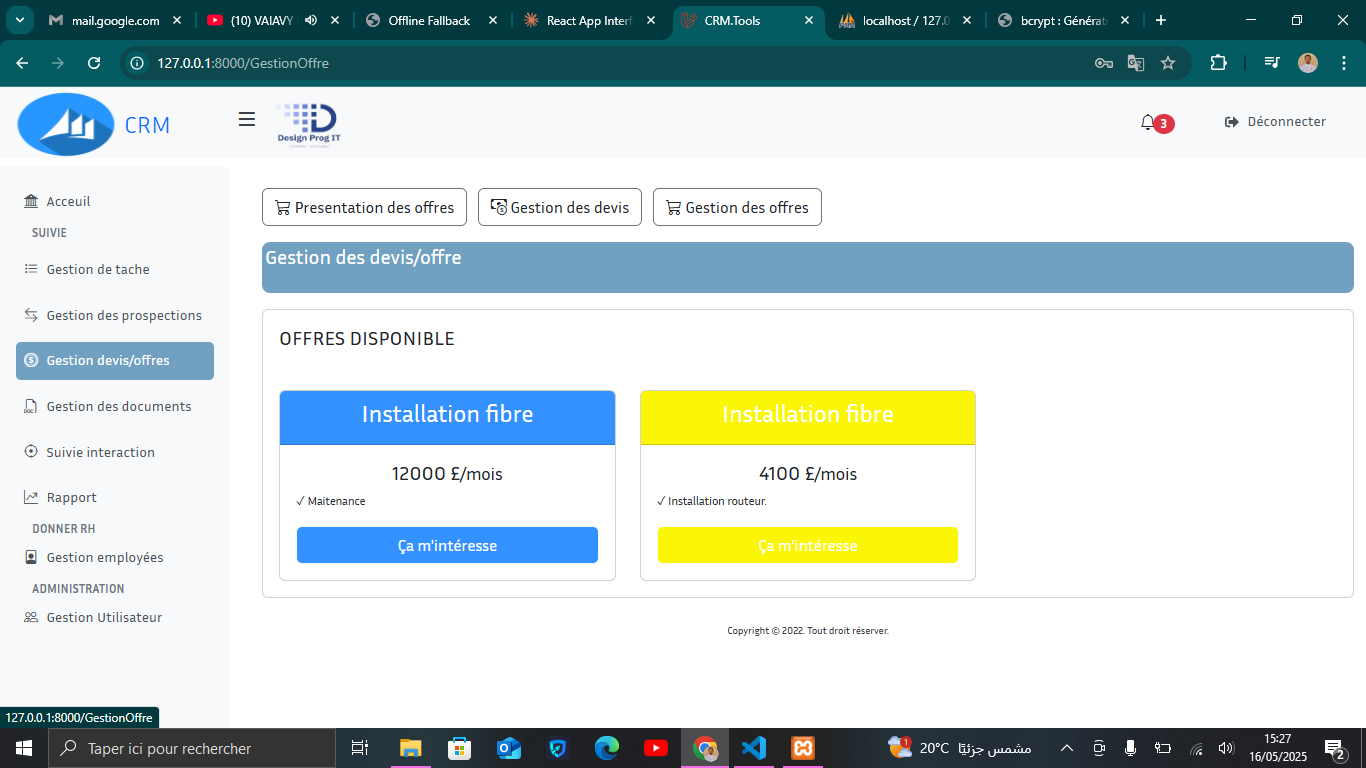 mail.google.com
(10) VAIAVY
Offline Fallback
React App Interf
CRM.Tools
localhost / 127.0
bcrypt : Générat
127.0.0.1:8000/GestionOffre
CRM
Design Prog IT
3
Déconnecter
Acceuil
SUIVIE
Gestion de tache
Gestion des prospections
Gestion devis/offres
Gestion des documents
Suivie interaction
Rapport
DONNER RH
Gestion employées
ADMINISTRATION
Gestion Utilisateur
Presentation des offres
Gestion des devis
Gestion des offres
Gestion des devis/offre
OFFRES DISPONIBLE
Installation fibre
12000 £/mois
✓ Maitenance
Ça m'intéresse
Installation fibre
4100 £/mois
✓ Installation routeur.
Ça m'intéresse
Copyright © 2022. Tout droit réserver.
127.0.0.1:8000/GestionOffre
Taper ici pour rechercher
1
20°C
مشمس جزئيًا
15:27
16/05/2025
2